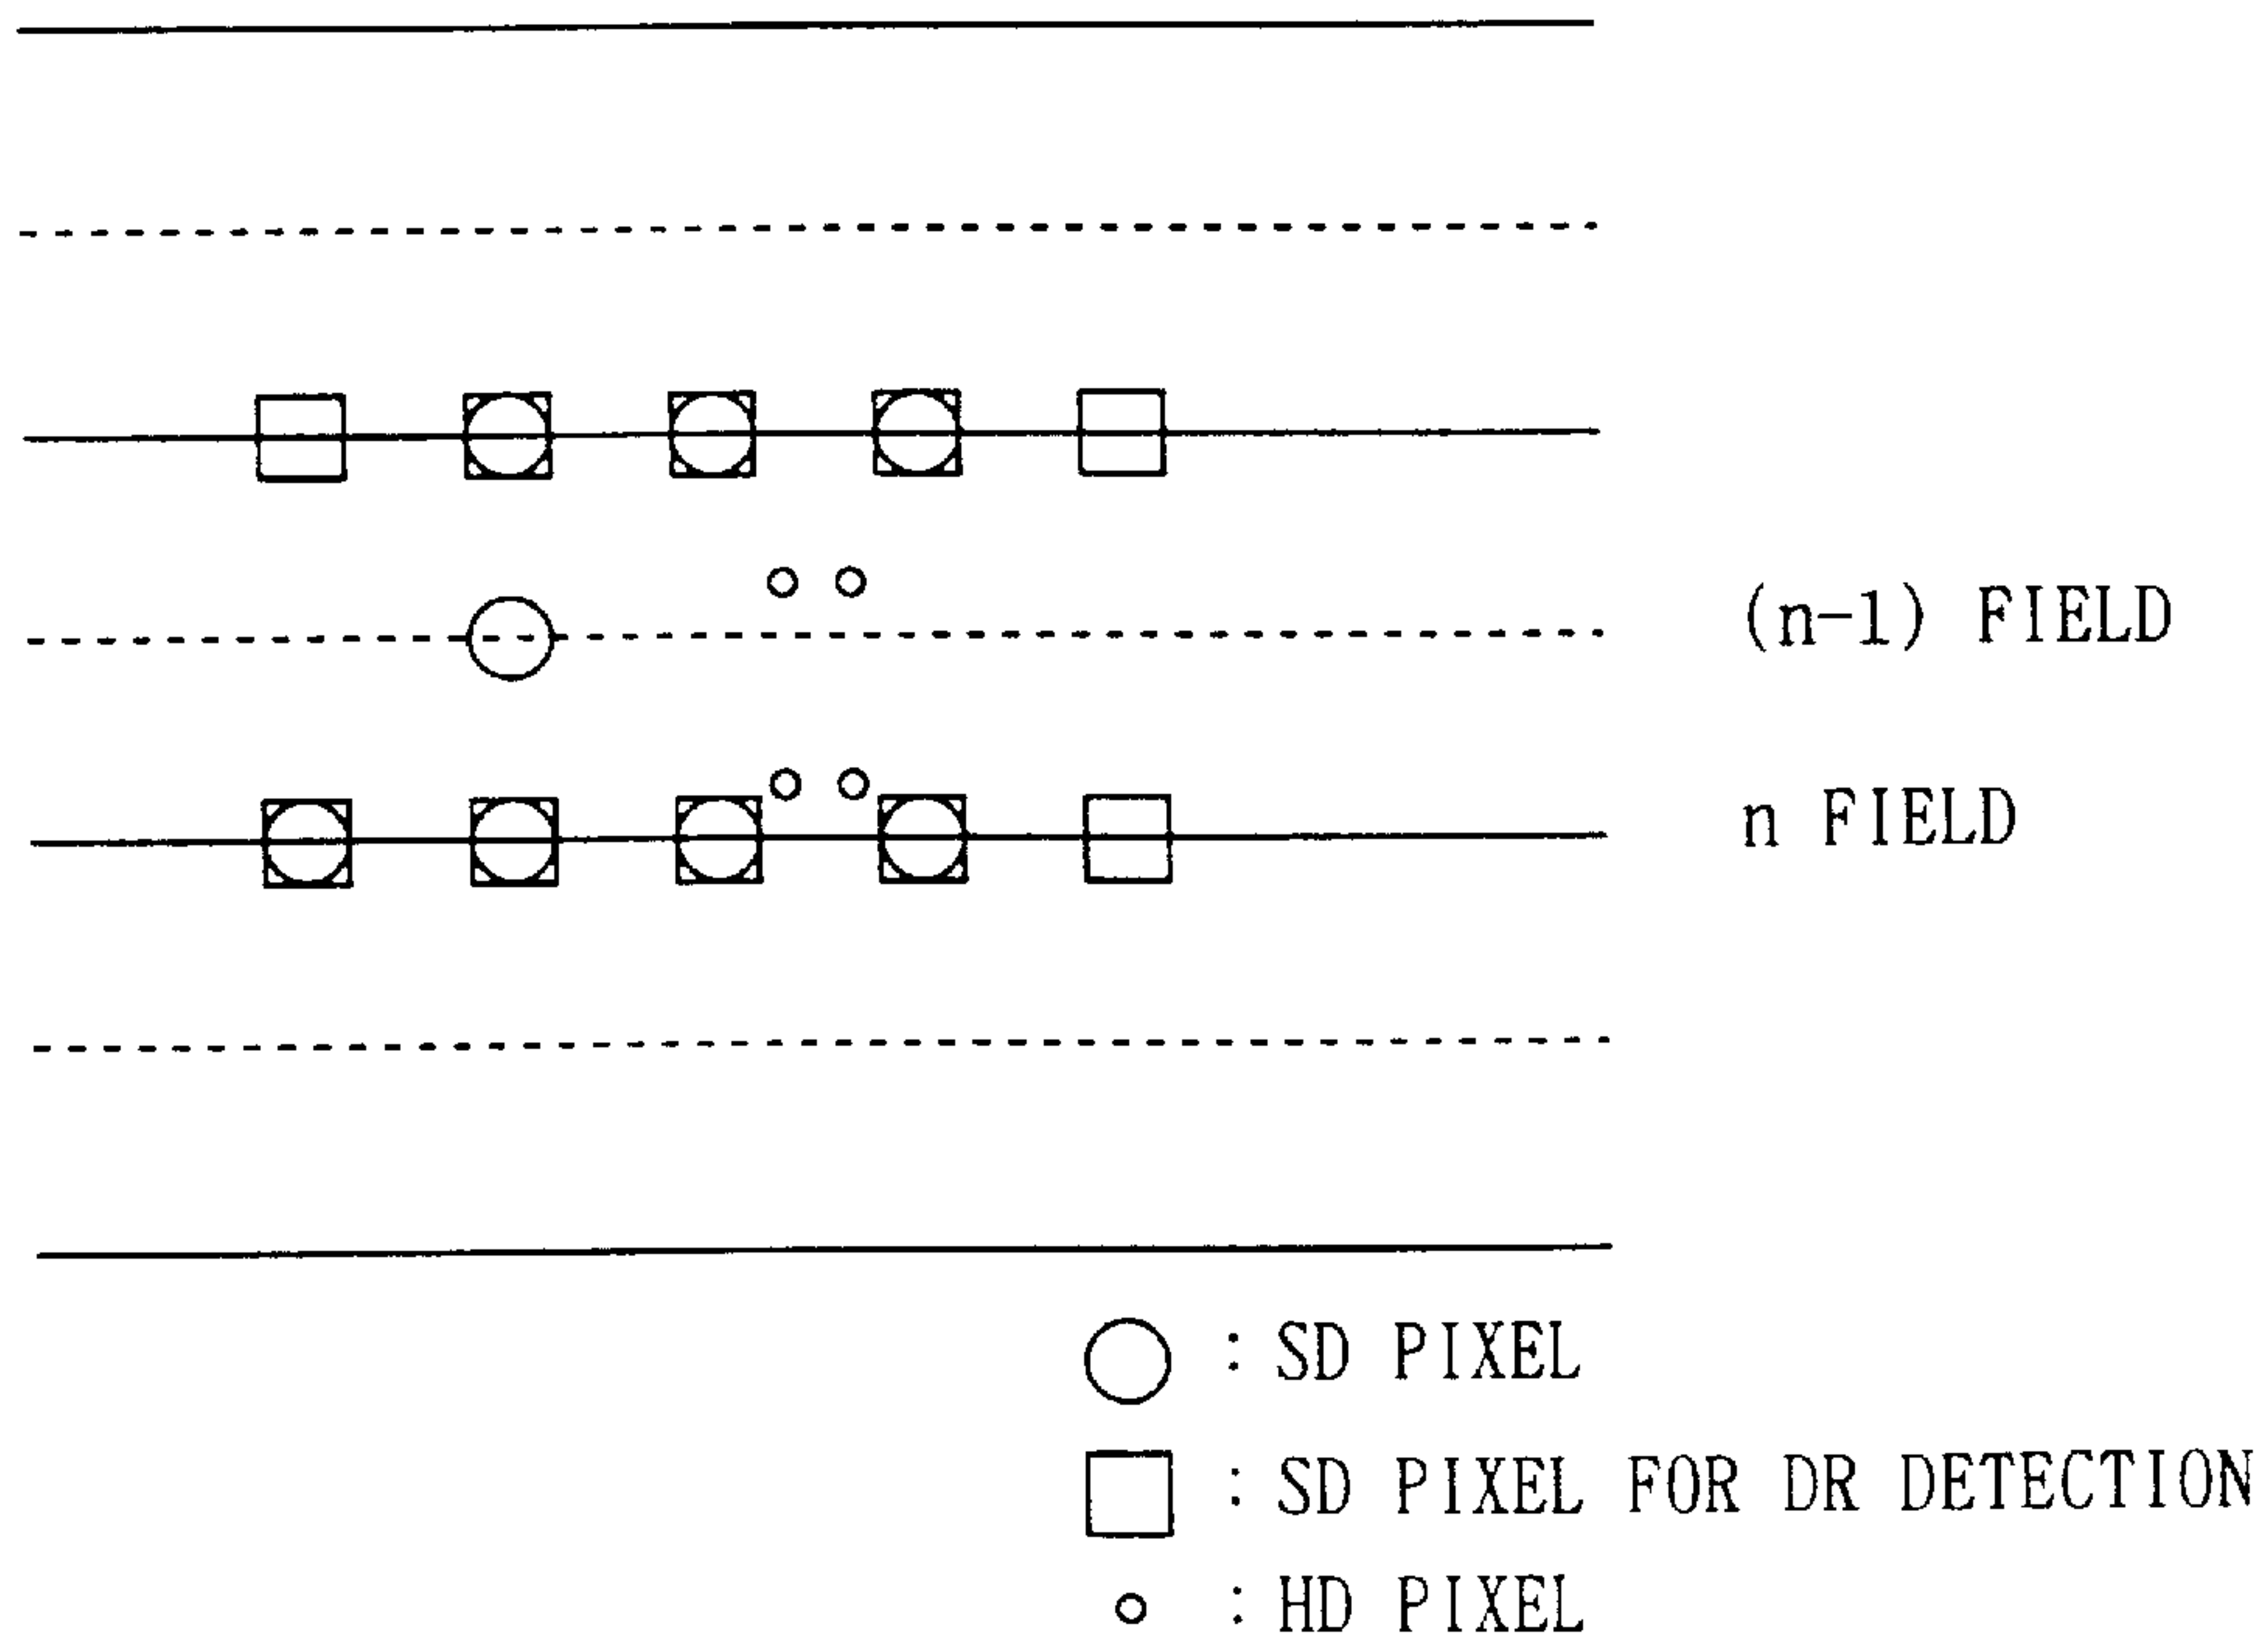 (n-1) FIELD
n FIELD
: SD PIXEL
: SD PIXEL FOR DR DETECTION
: HD PIXEL